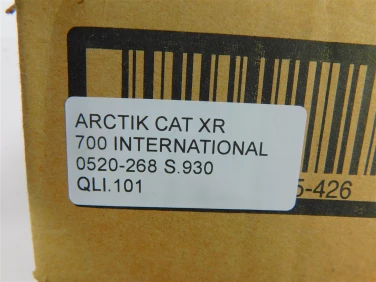 ARCTIK CAT XR
700 INTERNATIONAL
0520-268 S.930
QLI.101
5-426